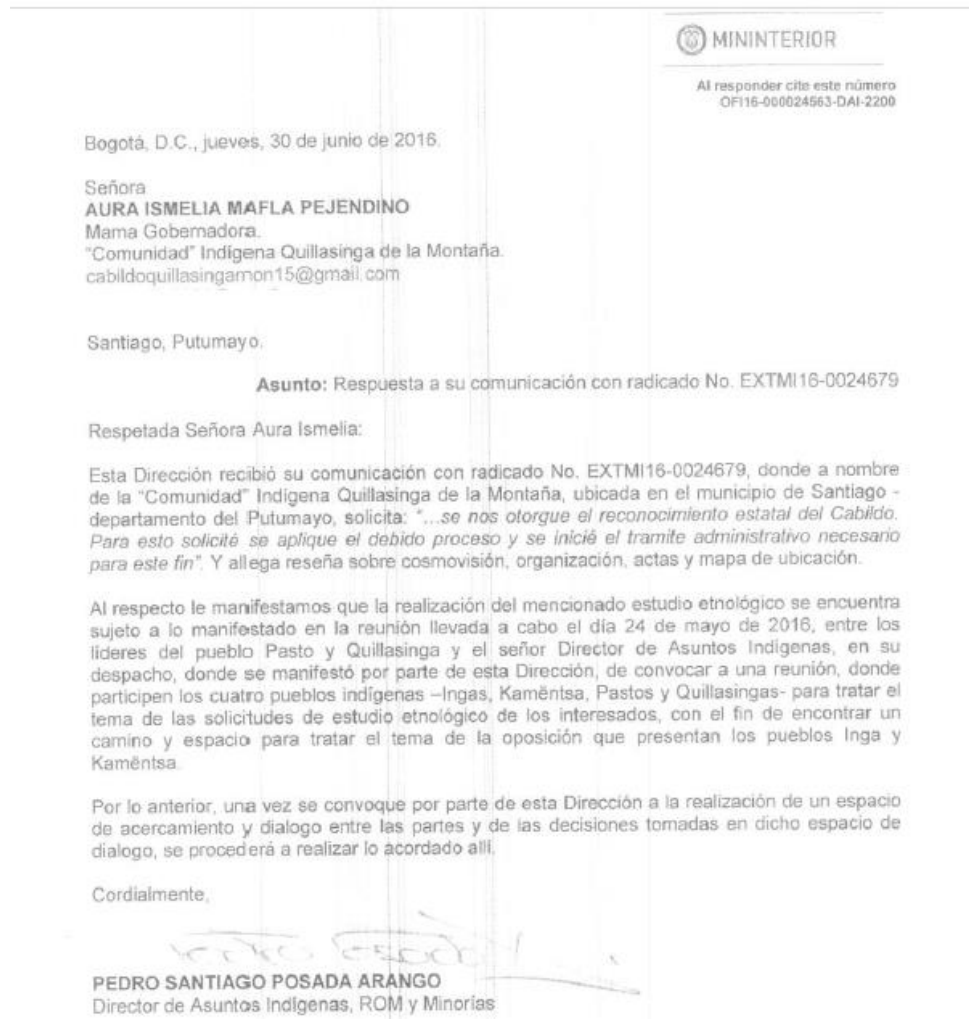 MININTERIOR
Al responder cite este número
OFI16-000024563-DAI-2200
Bogotá, D.C., jueves, 30 de junio de 2016.
Señora
AURA ISMELIA MAFLA PEJENDINO
Mama Gobernadora.
“Comunidad” Indígena Quillasinga de la Montaña.
cabildoquillasingamon15@gmail.com
Santiago, Putumayo.
Asunto: Respuesta a su comunicación con radicado No. EXTMI16-0024679
Respetada Señora Aura Ismelia:
Esta Dirección recibió su comunicación con radicado No. EXTMI16-0024679, donde a nombre
de la “Comunidad” Indígena Quillasinga de la Montaña, ubicada en el municipio de Santiago -
departamento del Putumayo, solicita: “...se nos otorgue el reconocimiento estatal del Cabildo.
Para esto solicité se aplique el debido proceso y se inicié el tramite administrativo necesario
para este fin”. Y allega reseña sobre cosmovisión, organización, actas y mapa de ubicación.
Al respecto le manifestamos que la realización del mencionado estudio etnológico se encuentra
sujeto a lo manifestado en la reunión llevada a cabo el día 24 de mayo de 2016, entre los
líderes del pueblo Pasto y Quillasinga y el señor Director de Asuntos Indígenas, en su
despacho, donde se manifestó por parte de esta Dirección, de convocar a una reunión, donde
participen los cuatro pueblos indígenas –Ingas, Kamëntsa, Pastos y Quillasingas- para tratar el
tema de las solicitudes de estudio etnológico de los interesados, con el fin de encontrar un
camino y espacio para tratar el tema de la oposición que presentan los pueblos Inga y
Kamëntsa.
Por lo anterior, una vez se convoque por parte de esta Dirección a la realización de un espacio
de acercamiento y dialogo entre las partes y de las decisiones tomadas en dicho espacio de
dialogo, se procederá a realizar lo acordado allí.
Cordialmente,
PEDRO SANTIAGO POSADA ARANGO
Director de Asuntos Indígenas, ROM y Minorías